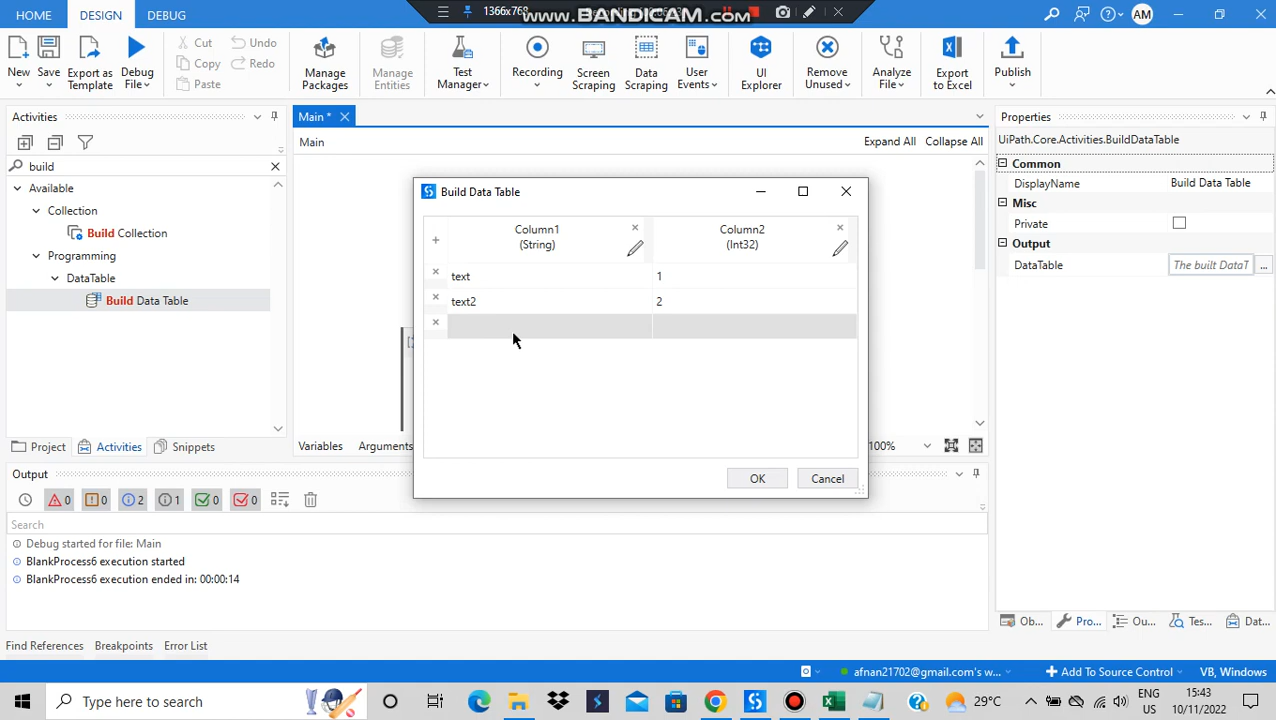 HOME DESIGN DEBUG
1366x768
www.BANDICAM.com
AM
New Save Export as Template Debug File
Cut Undo
Copy Redo
Paste
Manage Packages Manage Entities Test Manager Recording Screen Scraping Data Scraping User Events UI Explorer Remove Unused Analyze File Export to Excel Publish
Activities
build
Available
Collection
Build Collection
Programming
DataTable
Build Data Table
Project Activities Snippets
Main *
Main Expand All Collapse All
Variables Arguments 100%
Build Data Table
Column1 (String) Column2 (Int32)
text 1
text2 2
OK Cancel
Properties
UiPath.Core.Activities.BuildDataTable
Common
DisplayName Build Data Table
Misc
Private
Output
DataTable The built DataT ...
Ob... Pro... Ou... Tes... Dat...
Output
0 0 2 1 0 0
Search
Debug started for file: Main
BlankProcess6 execution started
BlankProcess6 execution ended in: 00:00:14
Find References Breakpoints Error List
afnan21702@gmail.com's w... Add To Source Control VB, Windows
Type here to search
29°C
ENG US
15:43
10/11/2022